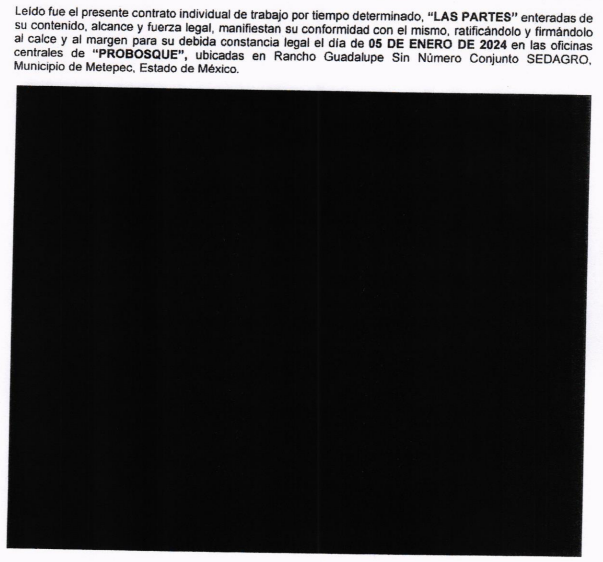 Leído fue el presente contrato individual de trabajo por tiempo determinado, "LAS PARTES" enteradas de
su contenido, alcance y fuerza legal, manifiestan su conformidad con el mismo, ratificándolo y firmándolo
al calce y al margen para su debida constancia legal el día de 05 DE ENERO DE 2024 en las oficinas
centrales de "PROBOSQUE", ubicadas en Rancho Guadalupe Sin Número Conjunto SEDAGRO,
Municipio de Metepec, Estado de México.